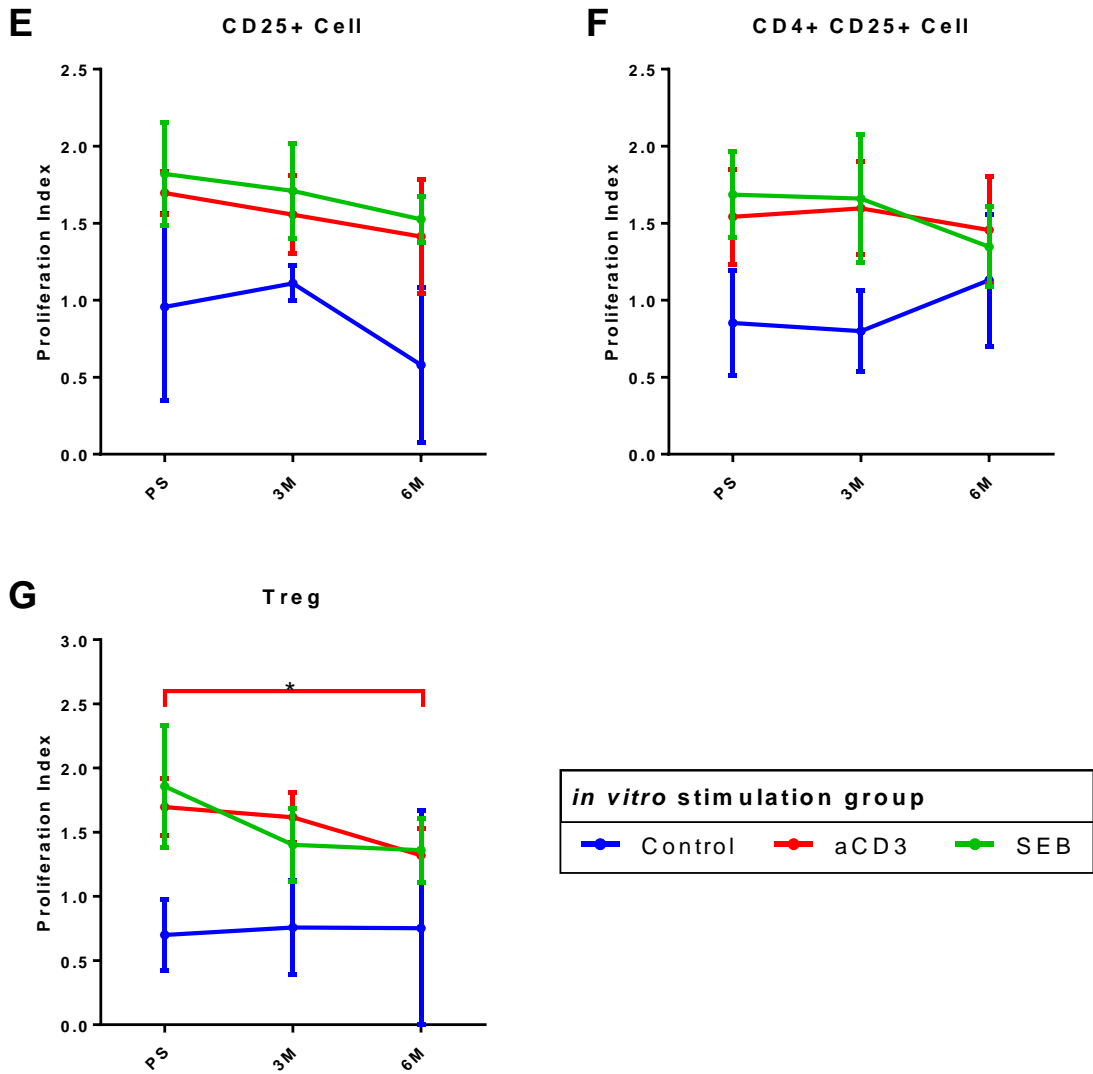 E
CD25+ Cell
2.5
2.0
1.5
1.0
0.5
0.0
Proliferation Index
PS
3M
6M
F
CD4+ CD25+ Cell
2.5
2.0
1.5
1.0
0.5
0.0
Proliferation Index
PS
3M
6M
G
Treg
3.0
2.5
2.0
1.5
1.0
0.5
0.0
Proliferation Index
*
PS
3M
6M
in vitro stimulation group
Control aCD3 SEB